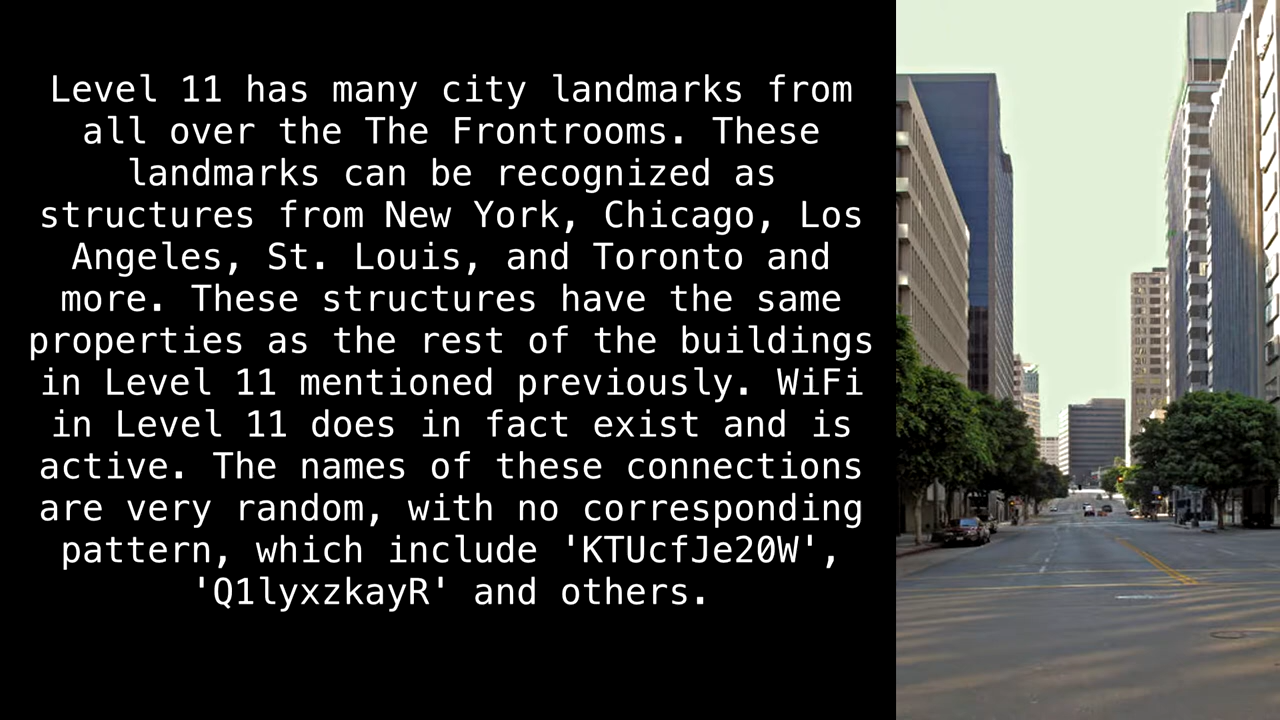 Level 11 has many city landmarks from
all over the The Frontrooms. These
landmarks can be recognized as
structures from New York, Chicago, Los
Angeles, St. Louis, and Toronto and
more. These structures have the same
properties as the rest of the buildings
in Level 11 mentioned previously. WiFi
in Level 11 does in fact exist and is
active. The names of these connections
are very random, with no corresponding
pattern, which include 'KTUcfJe20W',
'Q1lyxzkayR' and others.